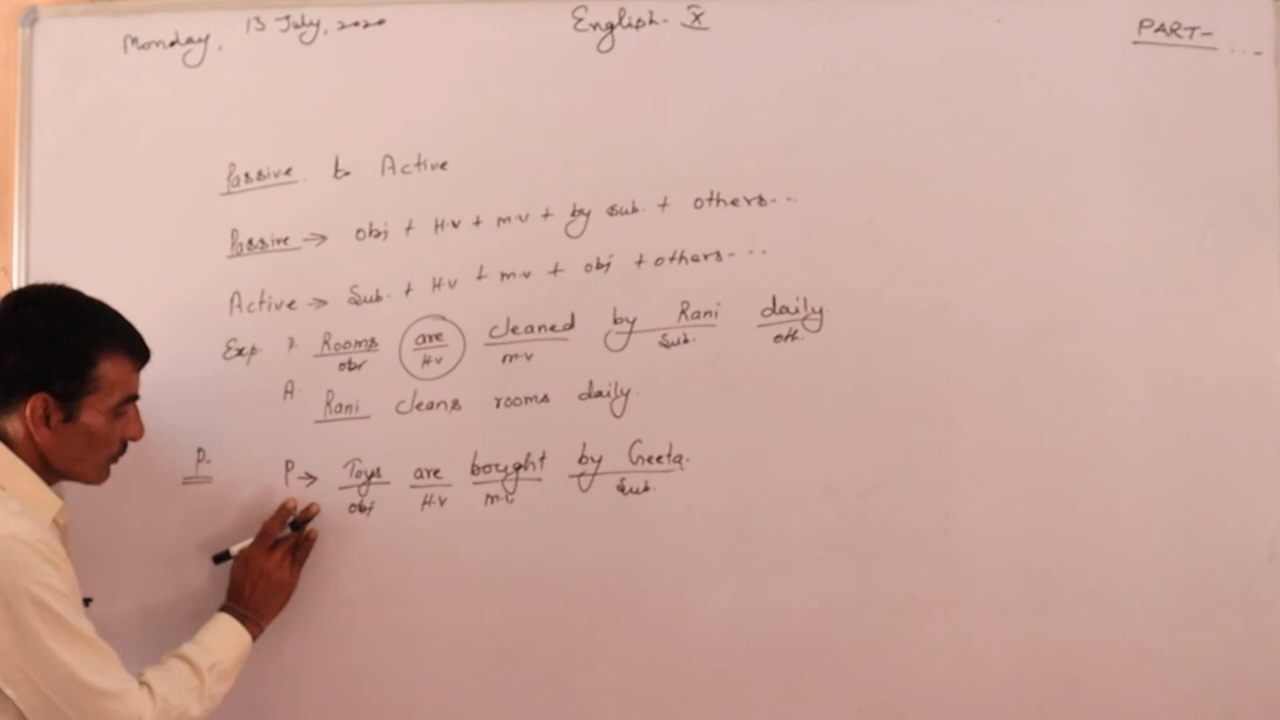 Monday, 13 July, 2020
English- X
PART-
Passive to Active
Passive → obj + H.v + m.v + by sub. + others...
Active → Sub. + H.v + m.v + obj + others-...
Exp. Rooms are cleaned by Rani daily
obj H.v m.v Sub. oth.
A. Rani cleans rooms daily.
P. P → Toys are bought by Geeta.
obj H.v m.v Sub.